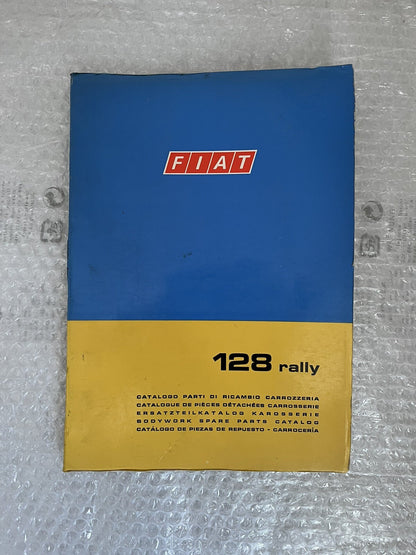 FIAT
128 rally
CATALOGO PARTI DI RICAMBIO CARROZZERIA
CATALOGUE DE PIÈCES DÉTACHÉES CARROSSERIE
ERSATZTEILKATALOG KAROSSERIE
BODYWORK SPARE PARTS CATALOG
CATÁLOGO DE PIEZAS DE REPUESTO - CARROCERÍA